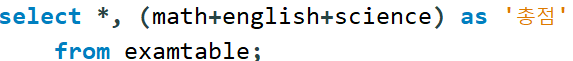 select *, (math+english+science) as '총점'
from examtable;